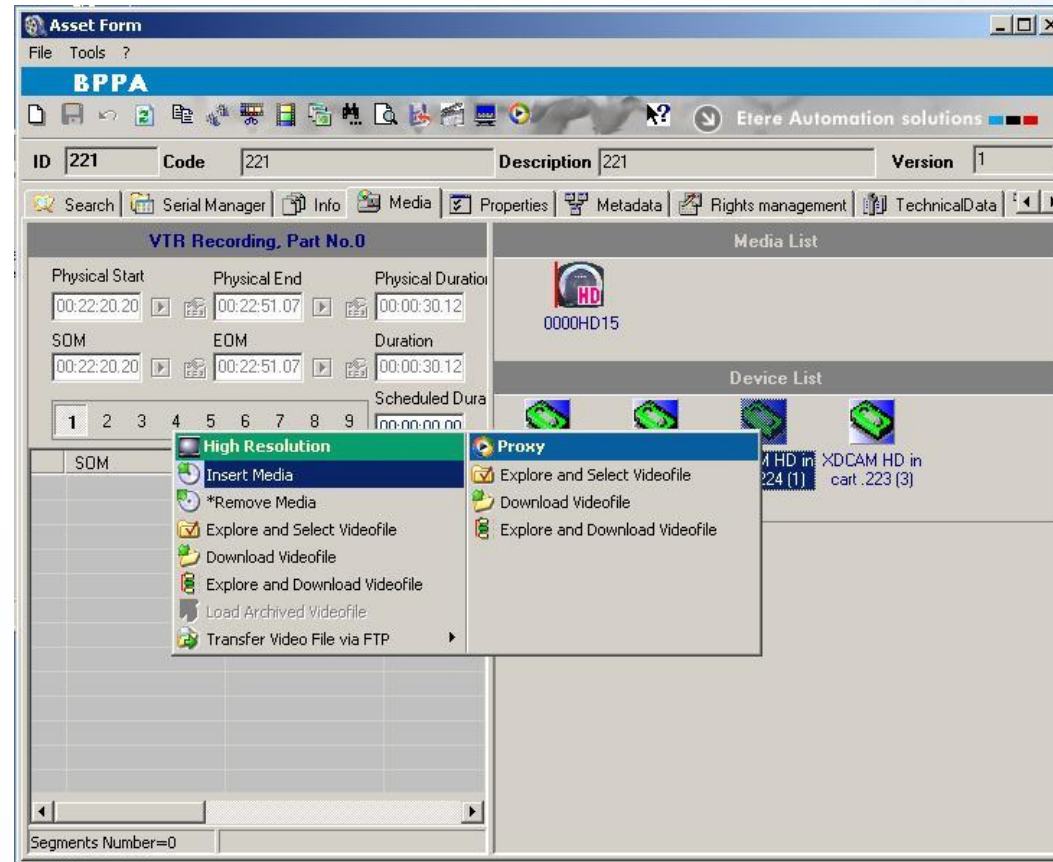 Asset Form
File Tools ?
BPPA
Etere Automation solutions
ID 221 Code 221 Description 221 Version 1
Search Serial Manager Info Media Properties Metadata Rights management TechnicalData
VTR Recording, Part No.0
Physical Start Physical End Physical Duration
00:22:20.20 00:22:51.07 00:00:30.12
SOM EOM Duration
00:22:20.20 00:22:51.07 00:00:30.12
Scheduled Dura
1 2 3 4 5 6 7 8 9 00:00:00.00
SOM
High Resolution
Insert Media
*Remove Media
Explore and Select Videofile
Download Videofile
Explore and Download Videofile
Load Archived Videofile
Transfer Video File via FTP
Proxy
Explore and Select Videofile
Download Videofile
Explore and Download Videofile
Media List
HD
0000HD15
Device List
M HD in XDCAM HD in
.224 (1) cart .223 (3)
Segments Number=0